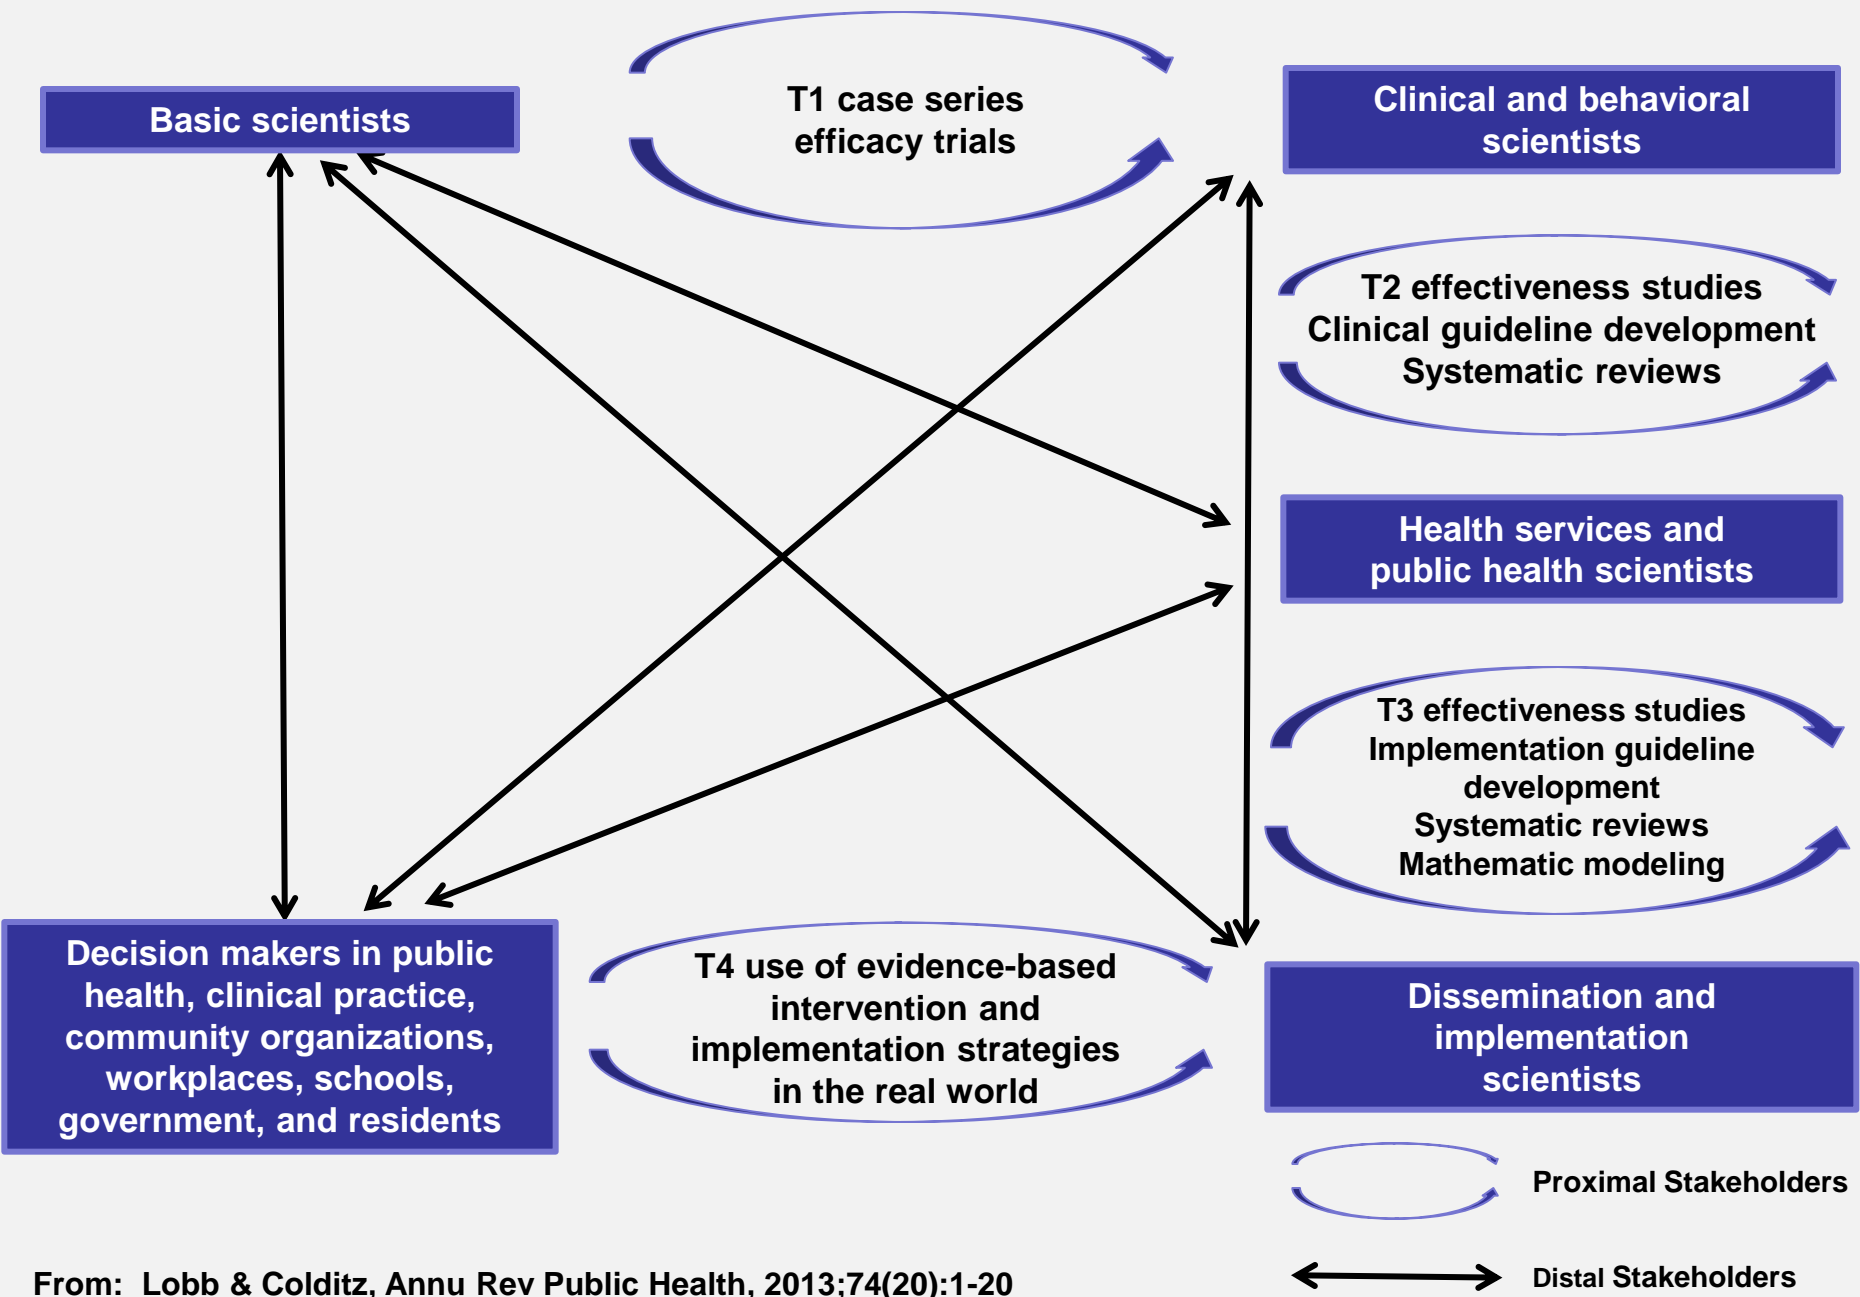 Basic scientists
T1 case series
efficacy trials
Clinical and behavioral
scientists
T2 effectiveness studies
Clinical guideline development
Systematic reviews
Health services and
public health scientists
T3 effectiveness studies
Implementation guideline
development
Systematic reviews
Mathematic modeling
Decision makers in public
health, clinical practice,
community organizations,
workplaces, schools,
government, and residents
T4 use of evidence-based
intervention and
implementation strategies
in the real world
Dissemination and
implementation
scientists
Proximal Stakeholders
Distal Stakeholders
From: Lobb & Colditz, Annu Rev Public Health, 2013;74(20):1-20